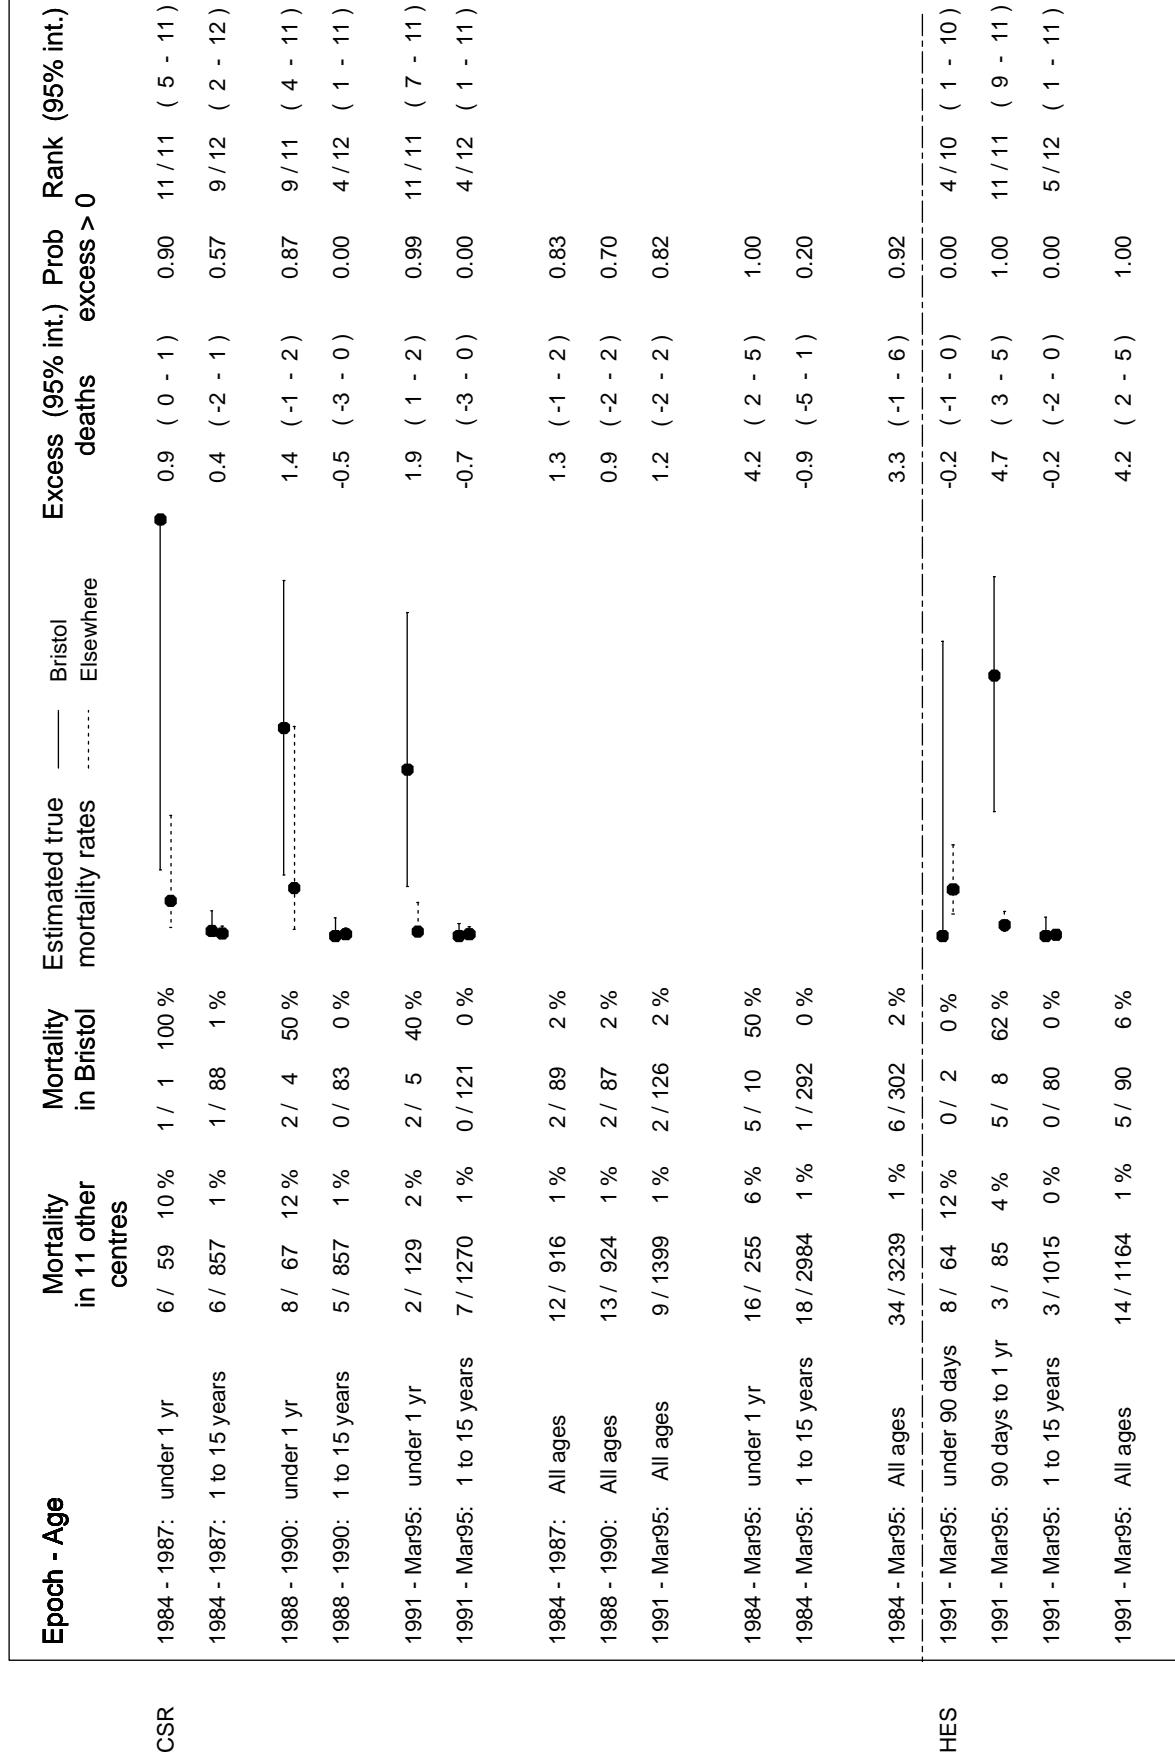 Epoch - Age Mortality Mortality Estimated true Bristol Excess (95% int.) Prob Rank (95% int.)
in 11 other in Bristol mortality rates Elsewhere deaths excess > 0
centres
CSR 1984 - 1987: under 1 yr 6 / 59 10 % 1 / 1 100 % 0.9 ( 0 - 1 ) 0.90 11 / 11 ( 5 - 11 )
1984 - 1987: 1 to 15 years 6 / 857 1 % 1 / 88 1 % 0.4 ( -2 - 1 ) 0.57 9 / 12 ( 2 - 12 )
1988 - 1990: under 1 yr 8 / 67 12 % 2 / 4 50 % 1.4 ( -1 - 2 ) 0.87 9 / 11 ( 4 - 11 )
1988 - 1990: 1 to 15 years 5 / 857 1 % 0 / 83 0 % -0.5 ( -3 - 0 ) 0.00 4 / 12 ( 1 - 11 )
1991 - Mar95: under 1 yr 2 / 129 2 % 2 / 5 40 % 1.9 ( 1 - 2 ) 0.99 11 / 11 ( 7 - 11 )
1991 - Mar95: 1 to 15 years 7 / 1270 1 % 0 / 121 0 % -0.7 ( -3 - 0 ) 0.00 4 / 12 ( 1 - 11 )
1984 - 1987: All ages 12 / 916 1 % 2 / 89 2 % 1.3 ( -1 - 2 ) 0.83
1988 - 1990: All ages 13 / 924 1 % 2 / 87 2 % 0.9 ( -2 - 2 ) 0.70
1991 - Mar95: All ages 9 / 1399 1 % 2 / 126 2 % 1.2 ( -2 - 2 ) 0.82
1984 - Mar95: under 1 yr 16 / 255 6 % 5 / 10 50 % 4.2 ( 2 - 5 ) 1.00
1984 - Mar95: 1 to 15 years 18 / 2984 1 % 1 / 292 0 % -0.9 ( -5 - 1 ) 0.20
1984 - Mar95: All ages 34 / 3239 1 % 6 / 302 2 % 3.3 ( -1 - 6 ) 0.92
HES 1991 - Mar95: under 90 days 8 / 64 12 % 0 / 2 0 % -0.2 ( -1 - 0 ) 0.00 4 / 10 ( 1 - 10 )
1991 - Mar95: 90 days to 1 yr 3 / 85 4 % 5 / 8 62 % 4.7 ( 3 - 5 ) 1.00 11 / 11 ( 9 - 11 )
1991 - Mar95: 1 to 15 years 3 / 1015 0 % 0 / 80 0 % -0.2 ( -2 - 0 ) 0.00 5 / 12 ( 1 - 11 )
1991 - Mar95: All ages 14 / 1164 1 % 5 / 90 6 % 4.2 ( 2 - 5 ) 1.00